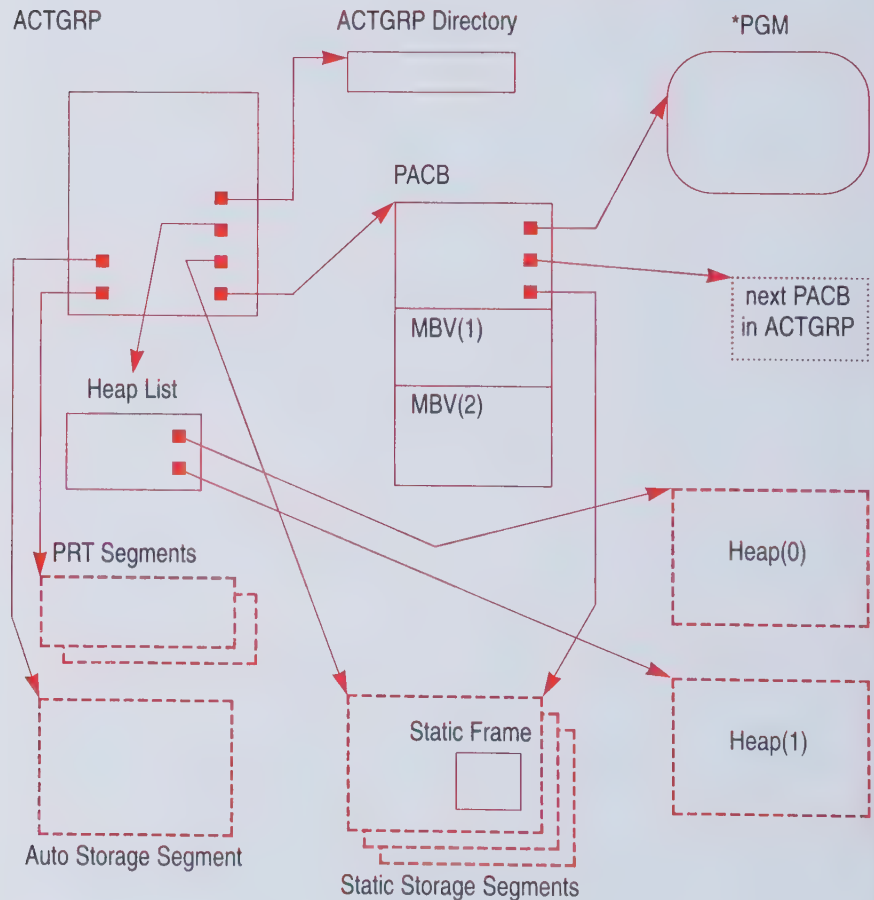 ACTGRP
ACTGRP Directory
*PGM
PACB
next PACB
in ACTGRP
MBV(1)
MBV(2)
Heap List
PRT Segments
Heap(0)
Static Frame
Heap(1)
Auto Storage Segment
Static Storage Segments